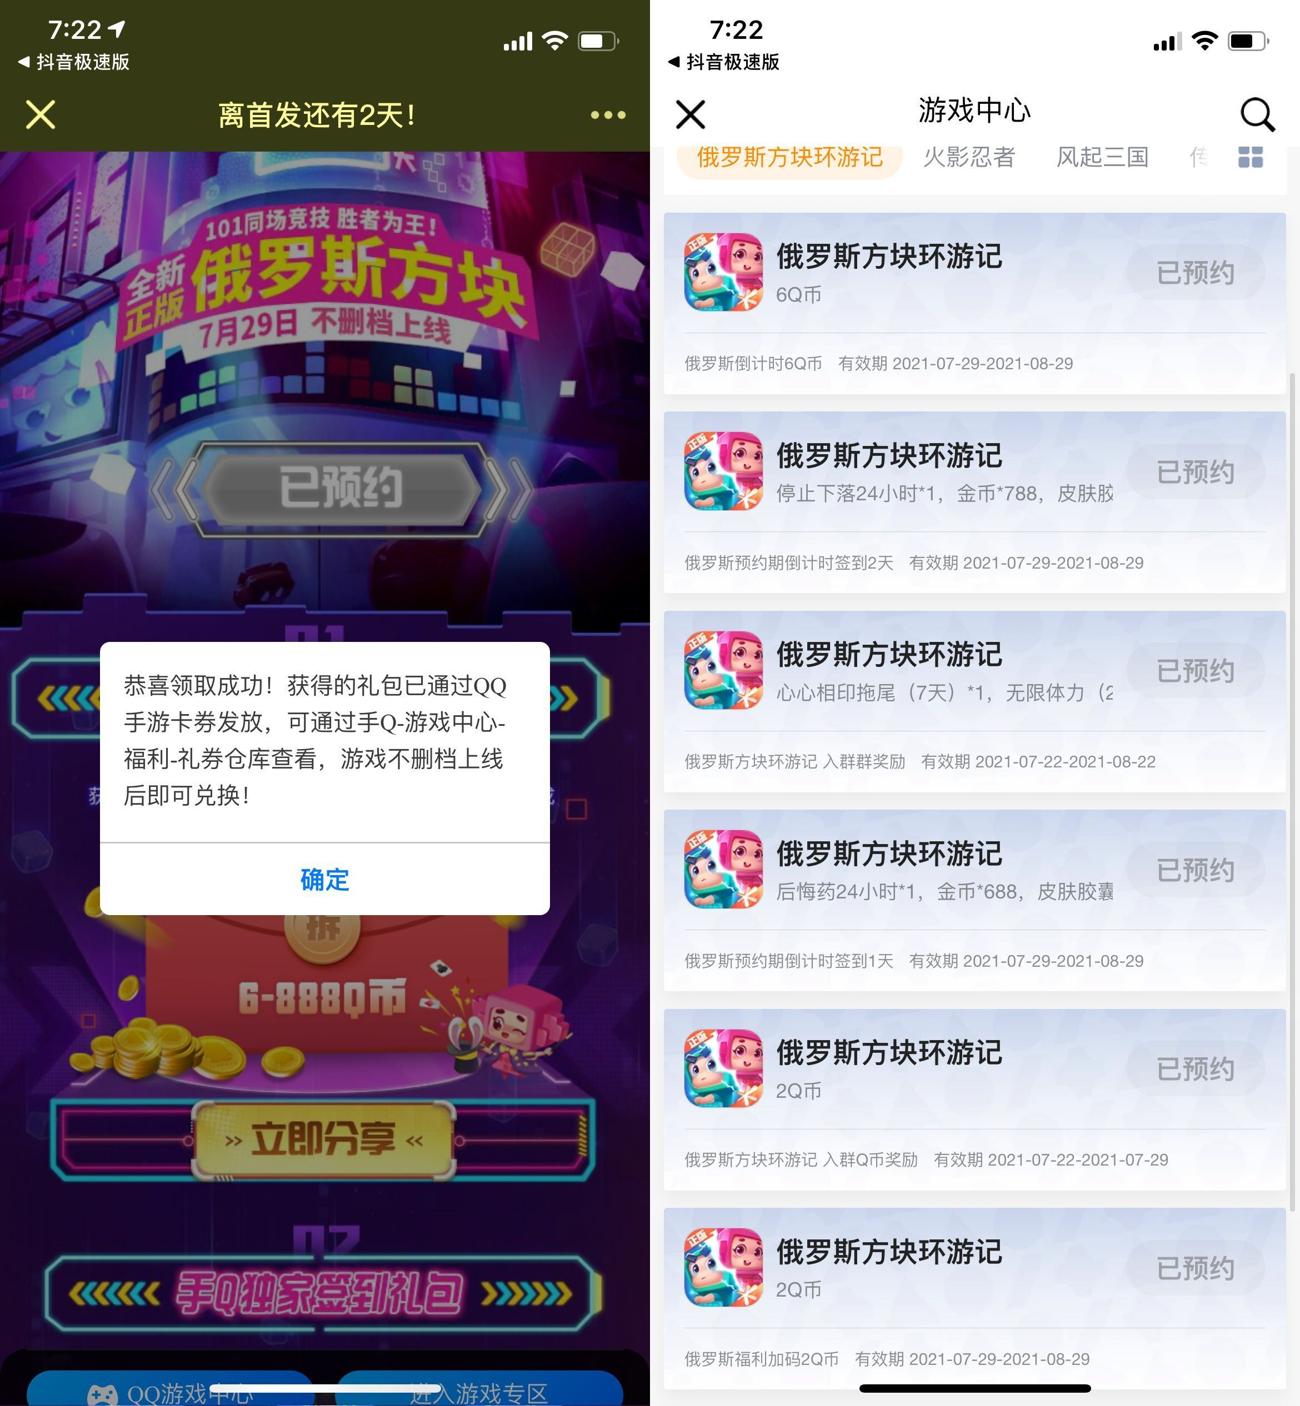 7:22
抖音极速版
离首发还有2天！
101同场竞技 胜者为王！
全新
正版
俄罗斯方块
7月29日 不删档上线
已预约
恭喜领取成功！获得的礼包已通过QQ
手游卡券发放，可通过手Q-游戏中心-
福利-礼券仓库查看，游戏不删档上线
后即可兑换！
确定
拆
6-888Q币
立即分享
02
手Q独家签到礼包
QQ游戏中心
进入游戏专区
7:22
抖音极速版
游戏中心
俄罗斯方块环游记 火影忍者 风起三国 传
俄罗斯方块环游记
6Q币
已预约
俄罗斯倒计时6Q币 有效期 2021-07-29-2021-08-29
俄罗斯方块环游记
停止下落24小时*1，金币*788，皮肤胶
已预约
俄罗斯预约期倒计时签到2天 有效期 2021-07-29-2021-08-29
俄罗斯方块环游记
心心相印拖尾（7天）*1，无限体力（2
已预约
俄罗斯方块环游记 入群群奖励 有效期 2021-07-22-2021-08-22
俄罗斯方块环游记
后悔药24小时*1，金币*688，皮肤胶囊
已预约
俄罗斯预约期倒计时签到1天 有效期 2021-07-29-2021-08-29
俄罗斯方块环游记
2Q币
已预约
俄罗斯方块环游记 入群Q币奖励 有效期 2021-07-22-2021-07-29
俄罗斯方块环游记
2Q币
已预约
俄罗斯福利加码2Q币 有效期 2021-07-29-2021-08-29